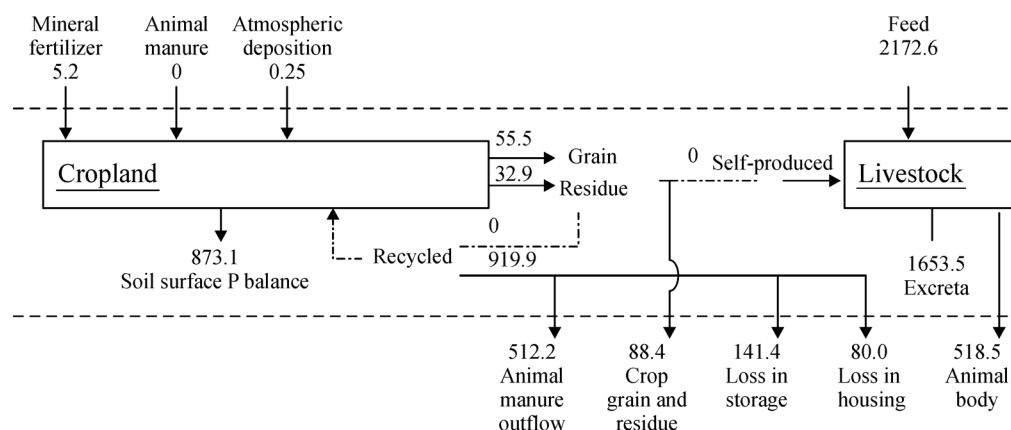 Mineral
fertilizer
5.2
Animal
manure
0
Atmospheric
deposition
0.25
Feed
2172.6
Cropland
55.5
Grain
32.9
Residue
0
Self-produced
Livestock
0
Recycled
919.9
873.1
Soil surface P balance
1653.5
Excreta
512.2
Animal
manure
outflow
88.4
Crop
grain and
residue
141.4
Loss in
storage
80.0
Loss in
housing
518.5
Animal
body